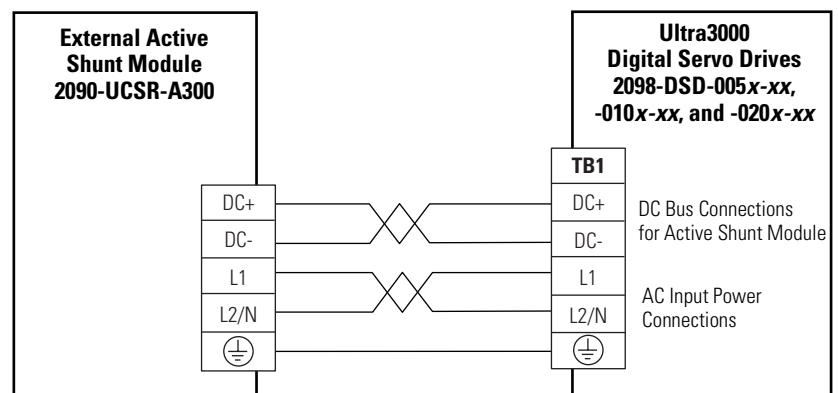 External Active
Shunt Module
2090-UCSR-A300
Ultra3000
Digital Servo Drives
2098-DSD-005x-xx,
-010x-xx, and -020x-xx
TB1
DC+
DC-
L1
L2/N
DC+
DC-
L1
L2/N
DC Bus Connections
for Active Shunt Module
AC Input Power
Connections